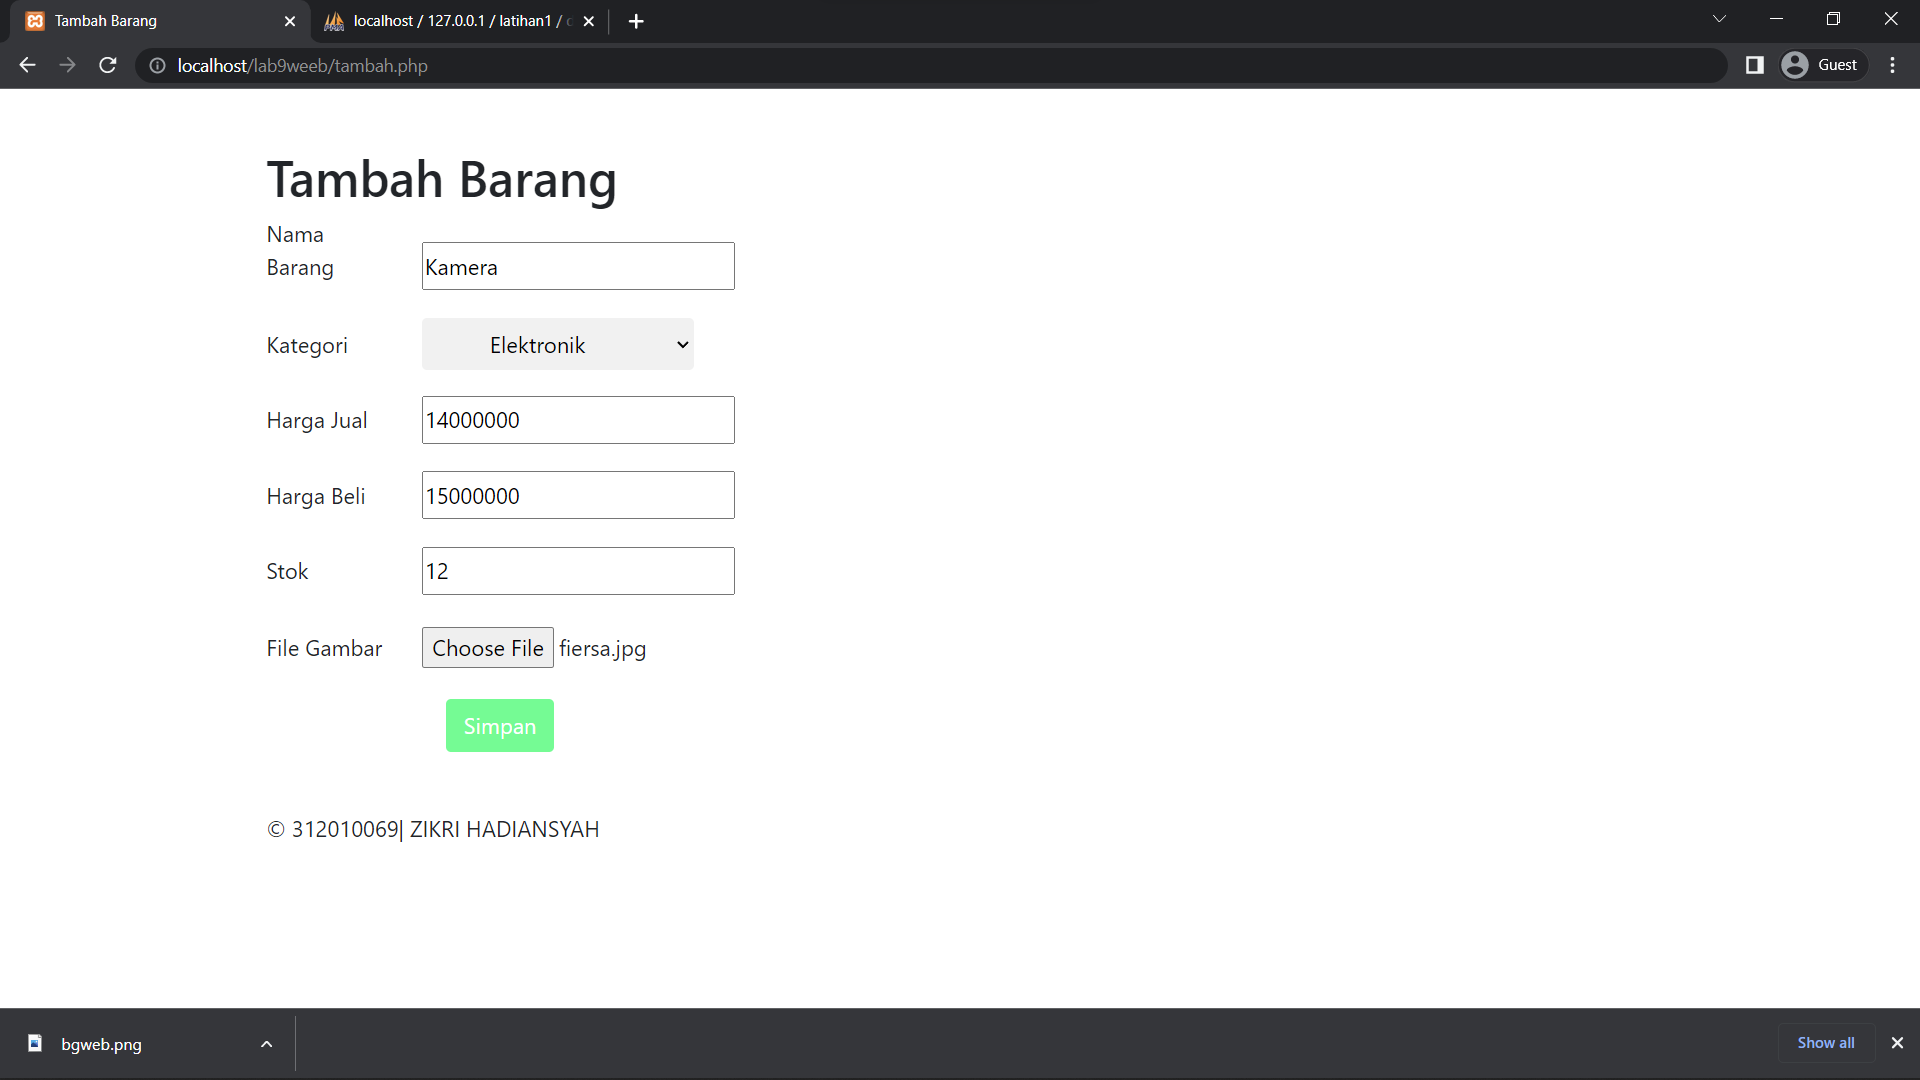 Tambah Barang
localhost / 127.0.0.1 / latihan1 /
localhost/lab9weeb/tambah.php
Guest
Tambah Barang
Nama
Barang
Kamera
Kategori
Elektronik
Harga Jual
14000000
Harga Beli
15000000
Stok
12
File Gambar
Choose File fiersa.jpg
Simpan
© 312010069| ZIKRI HADIANSYAH
bgweb.png
Show all